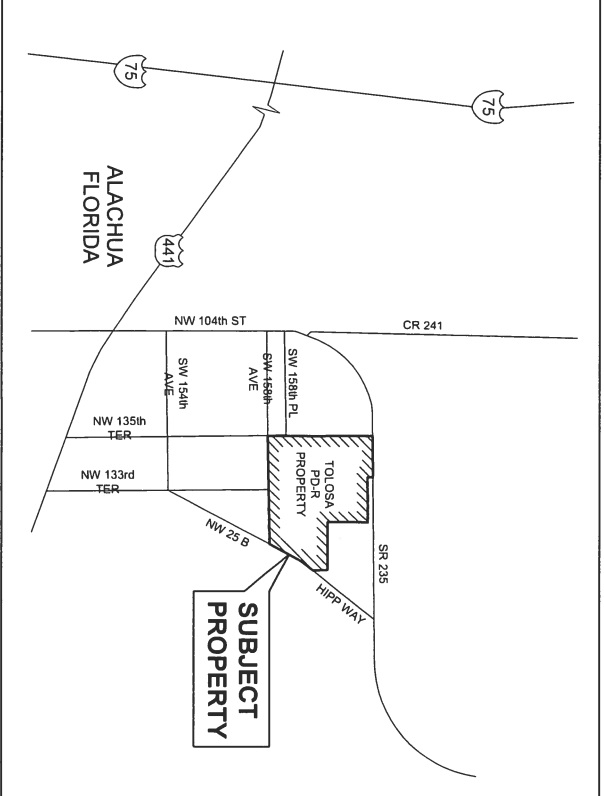 75
75
ALACHUA
FLORIDA
441
NW 104th ST
CR 241
SW 154th
AVE
SW 158th
AVE
SW 158th PL
NW 135th
TER
NW 133rd
TER
TOLOSA
PD-R
PROPERTY
NW 25 B
SR 235
HIPP WAY
SUBJECT
PROPERTY